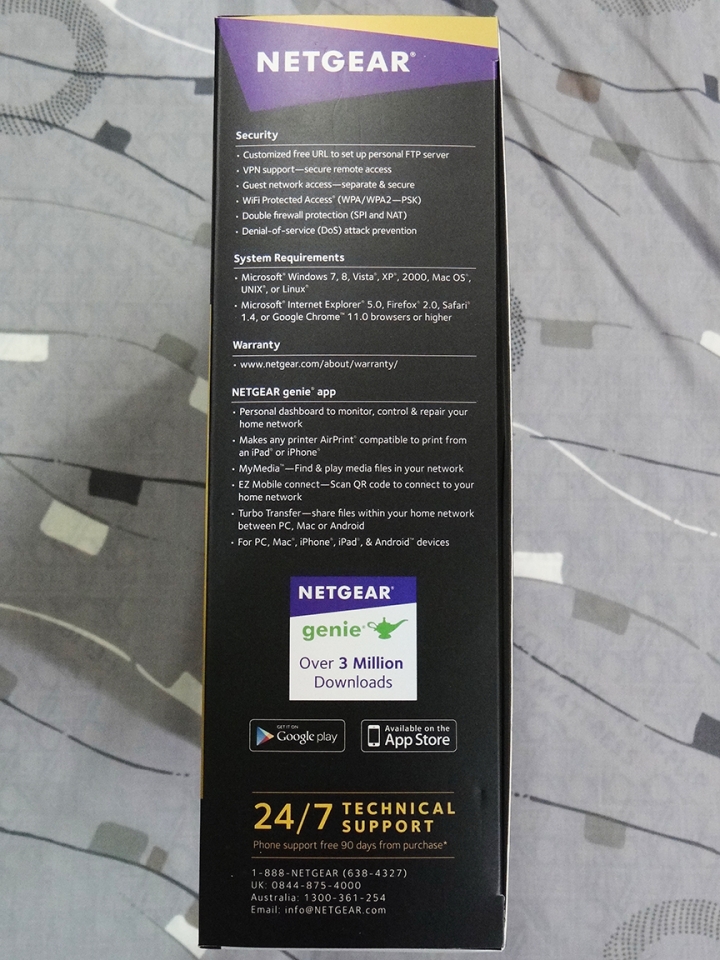 NETGEAR®
Security
• Customized free URL to set up personal FTP server
• VPN support—secure remote access
• Guest network access—separate & secure
• WiFi Protected Access® (WPA/WPA2—PSK)
• Double firewall protection (SPI and NAT)
• Denial-of-service (DoS) attack prevention
System Requirements
• Microsoft® Windows 7, 8, Vista®, XP®, 2000, Mac OS®,
UNIX®, or Linux®
• Microsoft® Internet Explorer® 5.0, Firefox® 2.0, Safari®
1.4, or Google Chrome™ 11.0 browsers or higher
Warranty
• www.netgear.com/about/warranty/
NETGEAR genie® app
• Personal dashboard to monitor, control & repair your
home network
• Makes any printer AirPrint® compatible to print from
an iPad® or iPhone®
• MyMedia™—Find & play media files in your network
• EZ Mobile connect—Scan QR code to connect to your
home network
• Turbo Transfer—share files within your home network
between PC, Mac or Android
• For PC, Mac®, iPhone®, iPad®, & Android™ devices
NETGEAR®
genie®
Over 3 Million
Downloads
GET IT ON
Google play
Available on the
App Store
24/7 TECHNICAL
SUPPORT
Phone support free 90 days from purchase*
1-888-NETGEAR (638-4327)
UK: 0844-875-4000
Australia: 1300-361-254
Email: info@NETGEAR.com